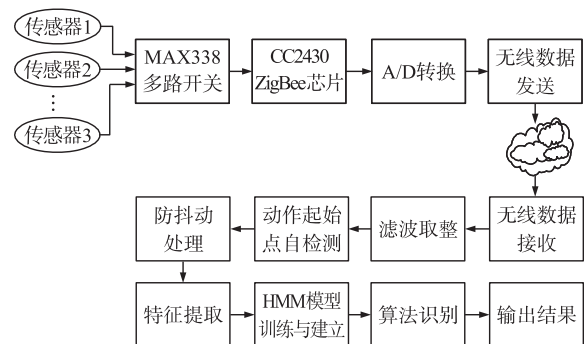 传感器1
传感器2
⋮
传感器3
MAX338
多路开关
CC2430
ZigBee芯片
A/D转换
无线数据
发送
无线数据
接收
滤波取整
动作起始
点自检测
防抖动
处理
特征提取
HMM模型
训练与建立
算法识别
输出结果